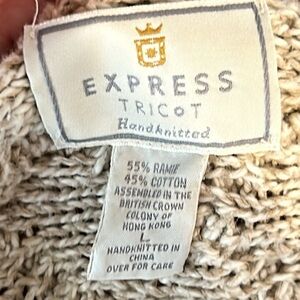 EXPRESS
TRICOT
Handknitted
55% RAMIE
45% COTTON
ASSEMBLED IN THE
BRITISH CROWN
COLONY OF
HONG KONG
L
HANDKNITTED IN
CHINA
OVER FOR CARE